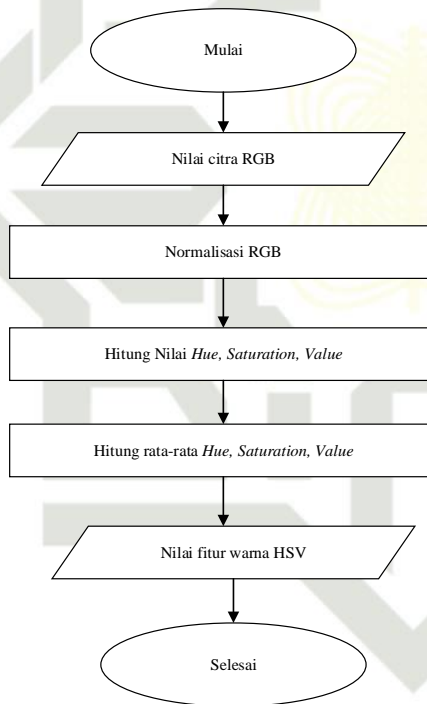 Mulai
Nilai citra RGB
Normalisasi RGB
Hitung Nilai Hue, Saturation, Value
Hitung rata-rata Hue, Saturation, Value
Nilai fitur warna HSV
Selesai